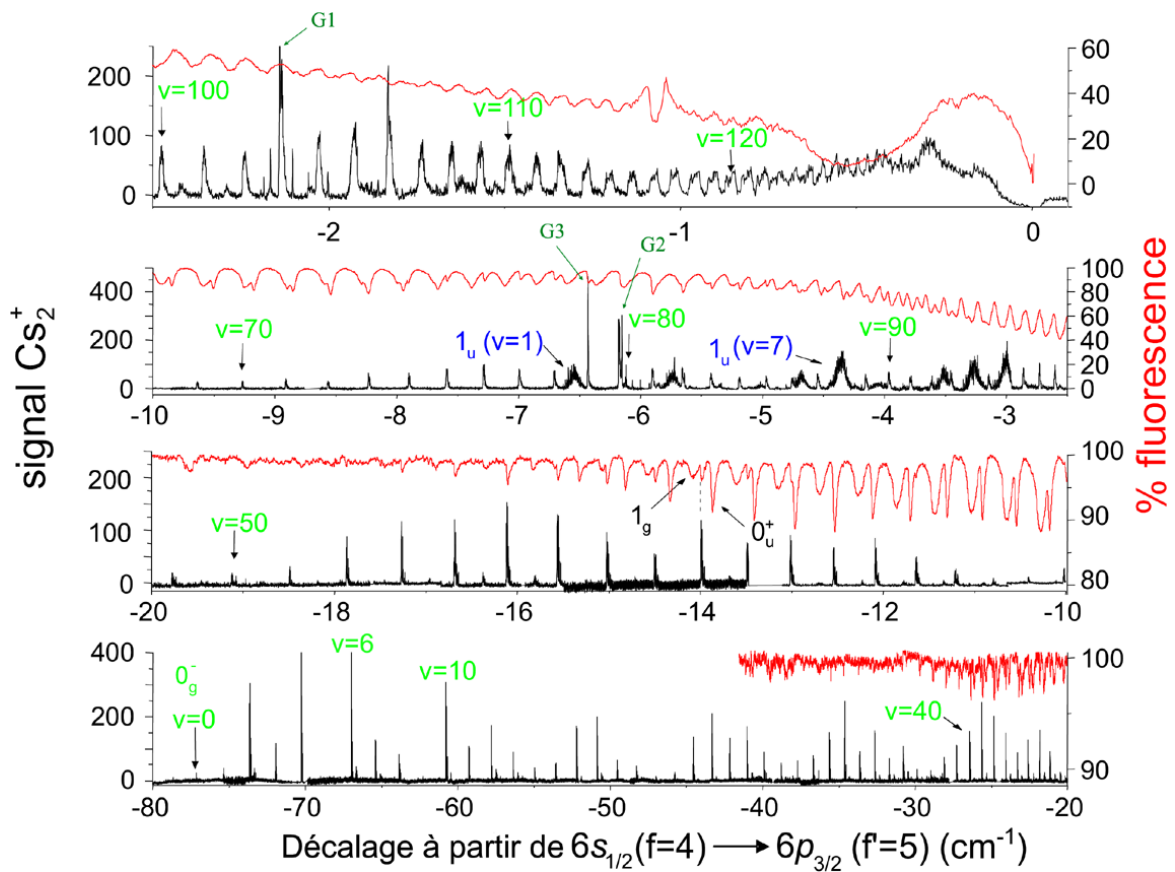 G1
200
100
0
v=100
v=110
v=120
60
40
20
0
-2
-1
0
G3
G2
400
300
200
100
0
v=70
1u (v=1)
v=80
1u (v=7)
v=90
100
80
60
40
20
0
-10
-9
-8
-7
-6
-5
-4
-3
200
100
0
v=50
1g
0u+
100
90
80
-20
-18
-16
-14
-12
-10
400
300
200
100
0
0g-
v=0
v=6
v=10
v=40
100
90
-80
-70
-60
-50
-40
-30
-20
signal Cs2+
% fluorescence
Décalage à partir de 6s1/2(f=4) → 6p3/2 (f'=5) (cm-1)